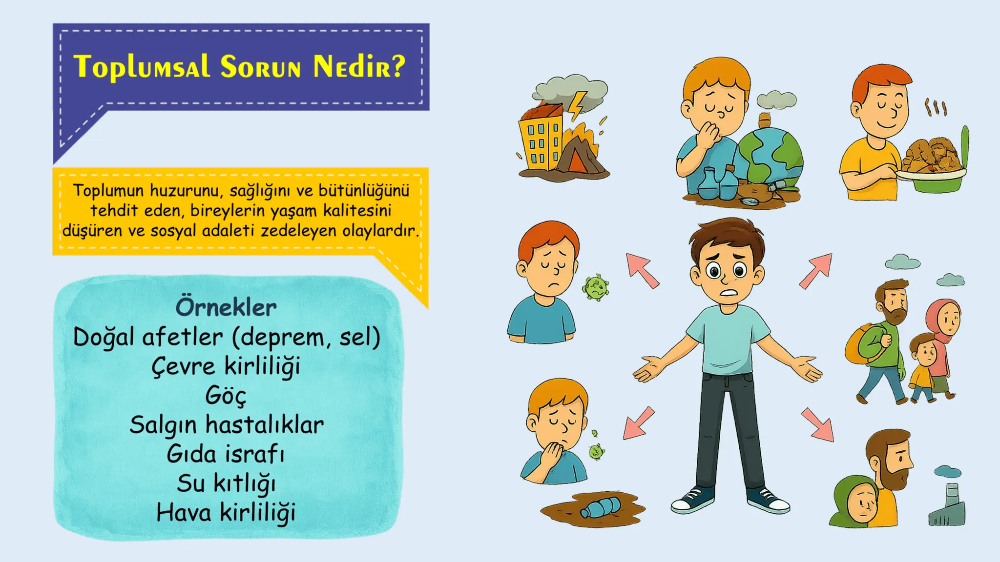 Toplumsal Sorun Nedir?
Toplumun huzurunu, sağlığını ve bütünlüğünü
tehdit eden, bireylerin yaşam kalitesini
düşüren ve sosyal adaleti zedeleyen olaylardır.
Örnekler
Doğal afetler (deprem, sel)
Çevre kirliliği
Göç
Salgın hastalıklar
Gıda israfı
Su kıtlığı
Hava kirliliği